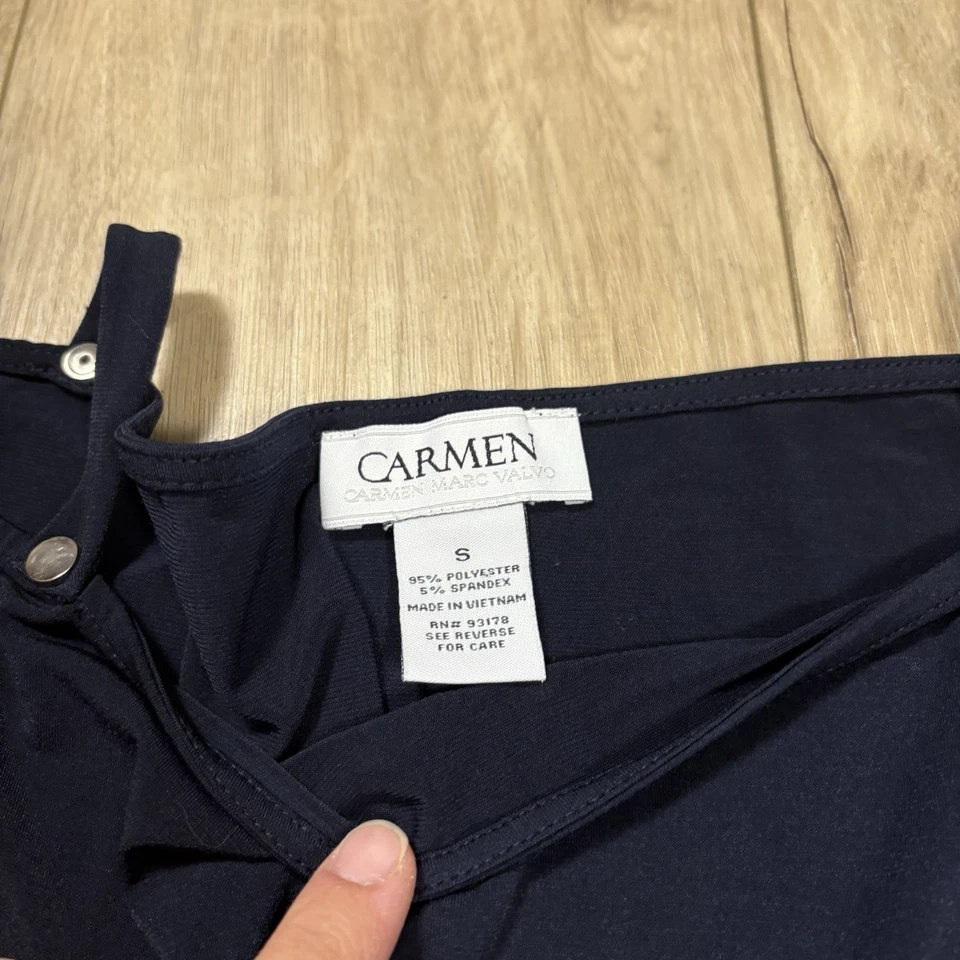 CARMEN
CARMEN MARC VALVO
S
95% POLYESTER
5% SPANDEX
MADE IN VIETNAM
RN# 93178
SEE REVERSE
FOR CARE